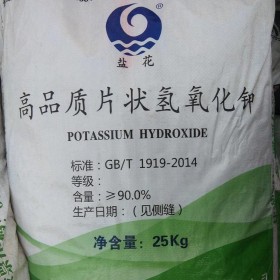 ®
盐花
高品质片状氢氧化钾
POTASSIUM HYDROXIDE
标准：GB/T 1919-2014
等级：
含量：≥90.0%
生产日期：（见侧缝）
净含量：25Kg